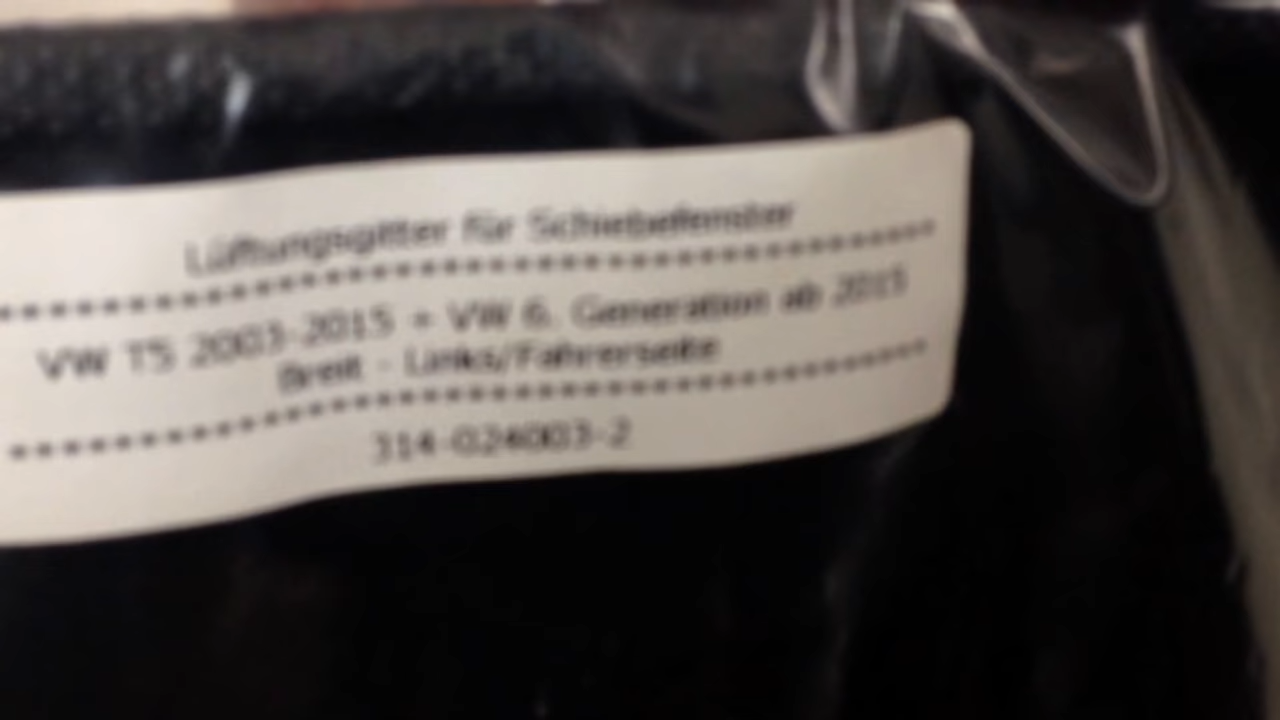 Lüftungsgitter für Schiebefenster
VW T5 2003-2015 + VW 6. Generation ab 2015
Breit - Links/Fahrerseite
314-024003-2